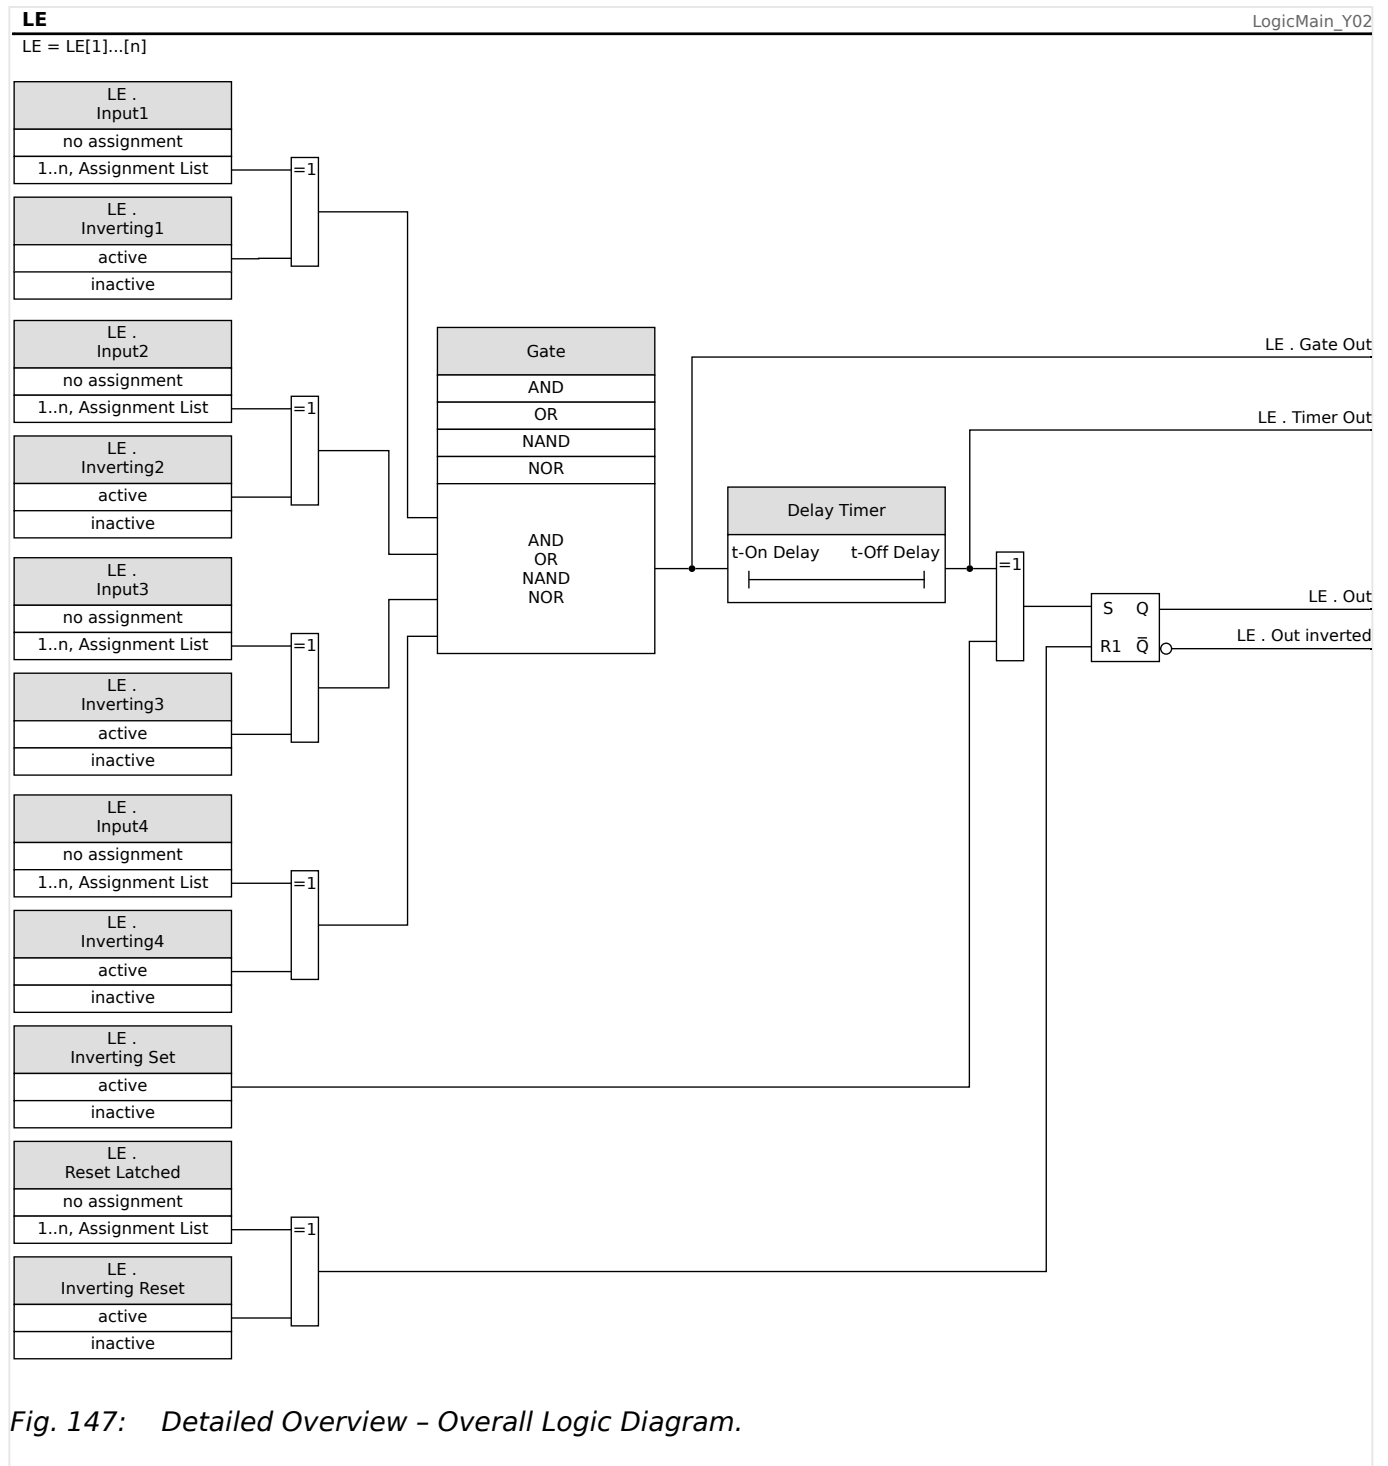 LE
LogicMain_Y02
LE = LE[1]...[n]
LE .
Input1
no assignment
1..n, Assignment List
=1
LE .
Inverting1
active
inactive
LE .
Input2
no assignment
1..n, Assignment List
=1
LE .
Inverting2
active
inactive
LE .
Input3
no assignment
1..n, Assignment List
=1
LE .
Inverting3
active
inactive
LE .
Input4
no assignment
1..n, Assignment List
=1
LE .
Inverting4
active
inactive
LE .
Inverting Set
active
inactive
LE .
Reset Latched
no assignment
1..n, Assignment List
=1
LE .
Inverting Reset
active
inactive
Gate
AND
OR
NAND
NOR
AND
OR
NAND
NOR
Delay Timer
t-On Delay t-Off Delay
=1
S Q
R1 Q̅
LE . Gate Out
LE . Timer Out
LE . Out
LE . Out inverted
Fig. 147: Detailed Overview – Overall Logic Diagram.